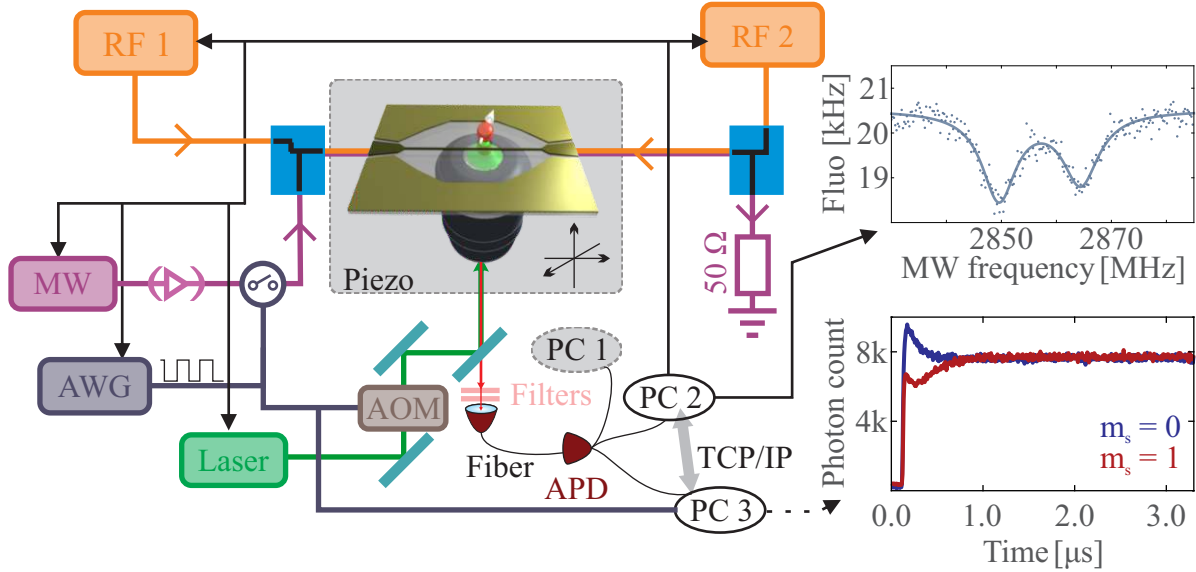 RF 1
RF 2
Piezo
MW
AWG
Laser
AOM
Filters
Fiber
APD
PC 1
PC 2
PC 3
TCP/IP
50 Ω
Fluo [kHz]
21
20
19
2850
2870
MW frequency [MHz]
Photon count
8k
4k
m_s = 0
m_s = 1
0.0
1.0
2.0
3.0
Time [μs]